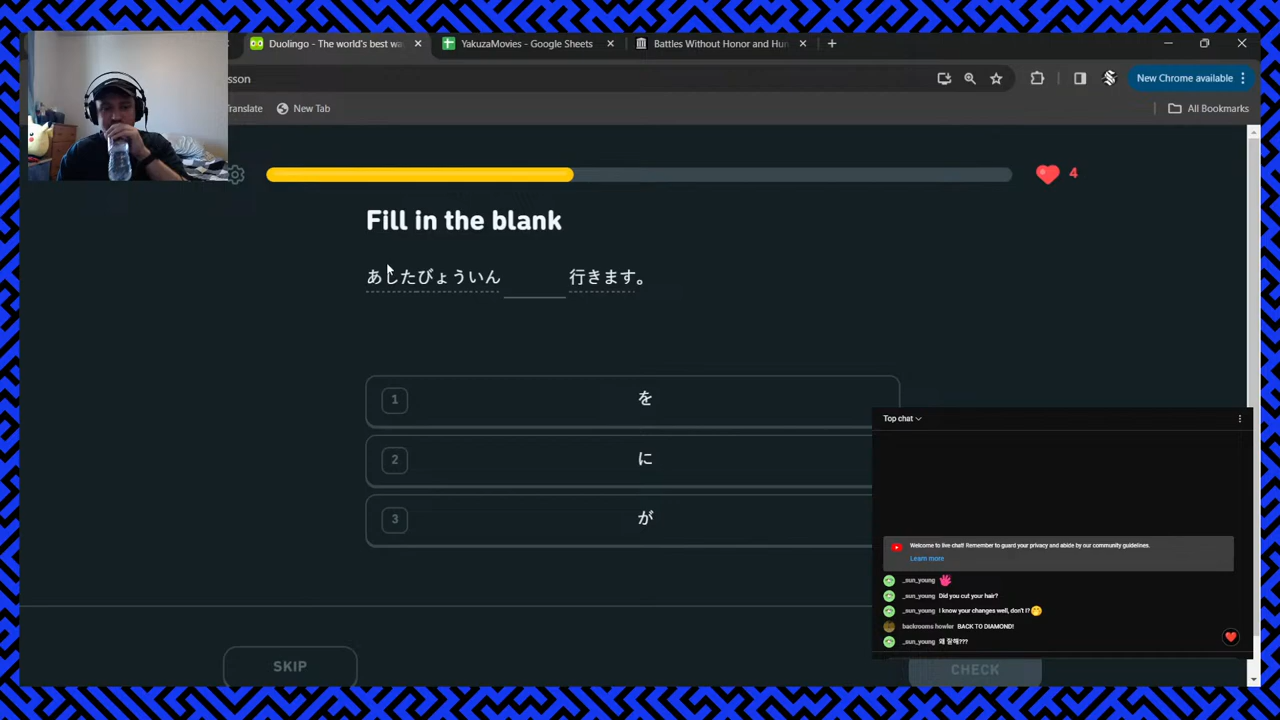 Duolingo - The world's best wa
YakuzaMovies - Google Sheets
Battles Without Honor and Hun
sson
New Chrome available
Translate
New Tab
All Bookmarks
4
Fill in the blank
あしたびょういん 行きます。
1 を
2 に
3 が
SKIP
CHECK
Top chat
Welcome to live chat! Remember to guard your privacy and abide by our community guidelines.
Learn more
_sun_young
_sun_young Did you cut your hair?
_sun_young I know your changes well, don't I?
backrooms howler BACK TO DIAMOND!
_sun_young 왜 잘해???